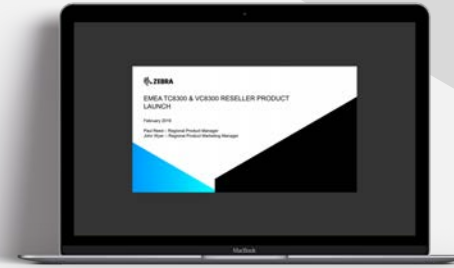 ZEBRA
EMEA TC8300 & VC8300 RESELLER PRODUCT
LAUNCH
February 2019
Paul Reed – Regional Product Manager
John Wyer – Regional Product Marketing Manager
MacBook